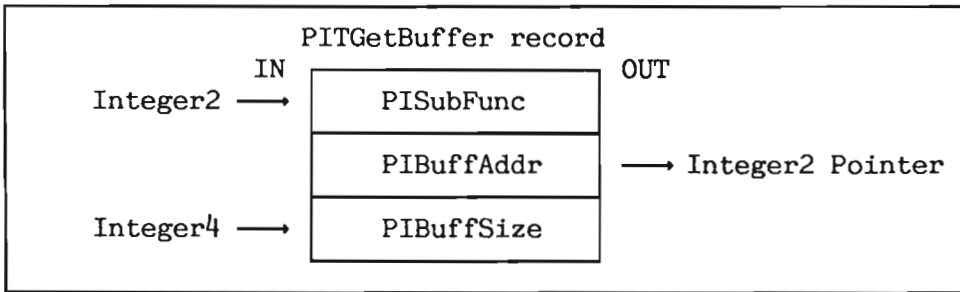 PITGetBuffer record
IN OUT
Integer2 PISubFunc
PIBuffAddr Integer2 Pointer
Integer4 PIBuffSize